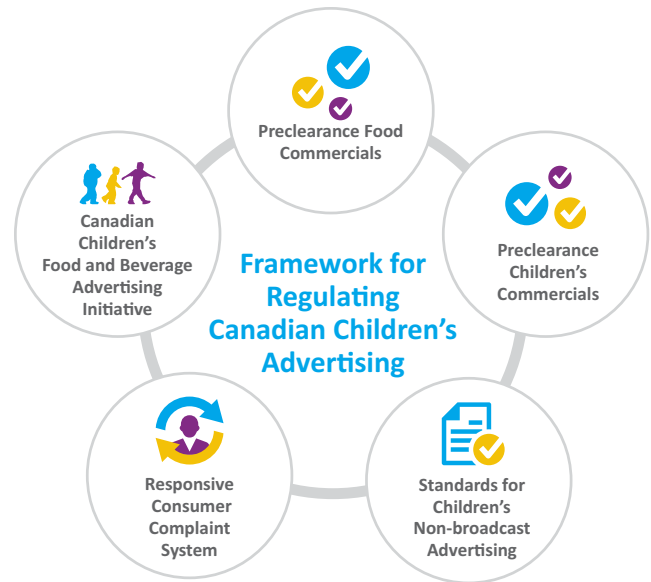 Preclearance Food
Commercials
Preclearance
Children's
Commercials
Standards for
Children's
Non-broadcast
Advertising
Responsive
Consumer
Complaint
System
Canadian
Children's
Food and Beverage
Advertising
Initiative
Framework for
Regulating
Canadian Children's
Advertising